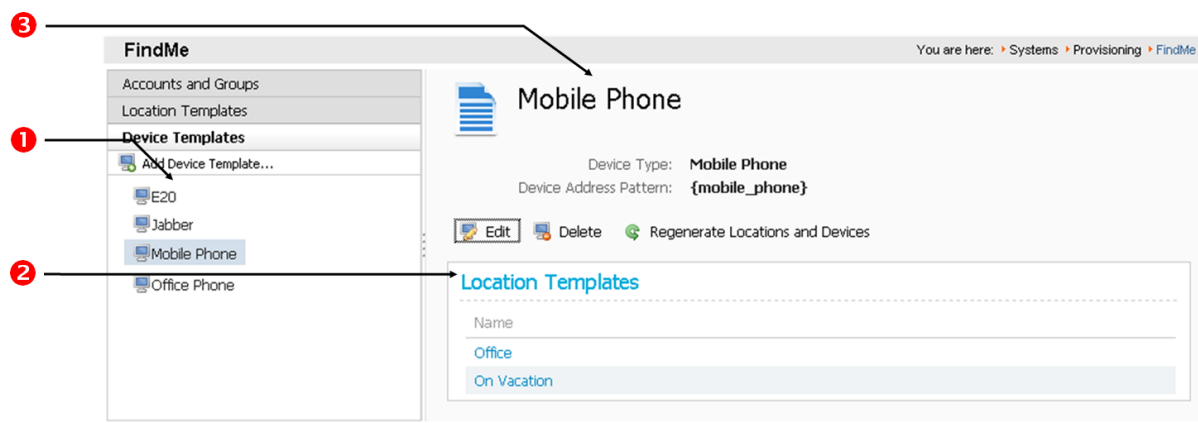 3
FindMe
You are here: Systems Provisioning FindMe
Accounts and Groups
Location Templates
1
Device Templates
Add Device Template...
E20
Jabber
Mobile Phone
2
Office Phone
Mobile Phone
Device Type: Mobile Phone
Device Address Pattern: {mobile_phone}
Edit Delete Regenerate Locations and Devices
Location Templates
Name
Office
On Vacation